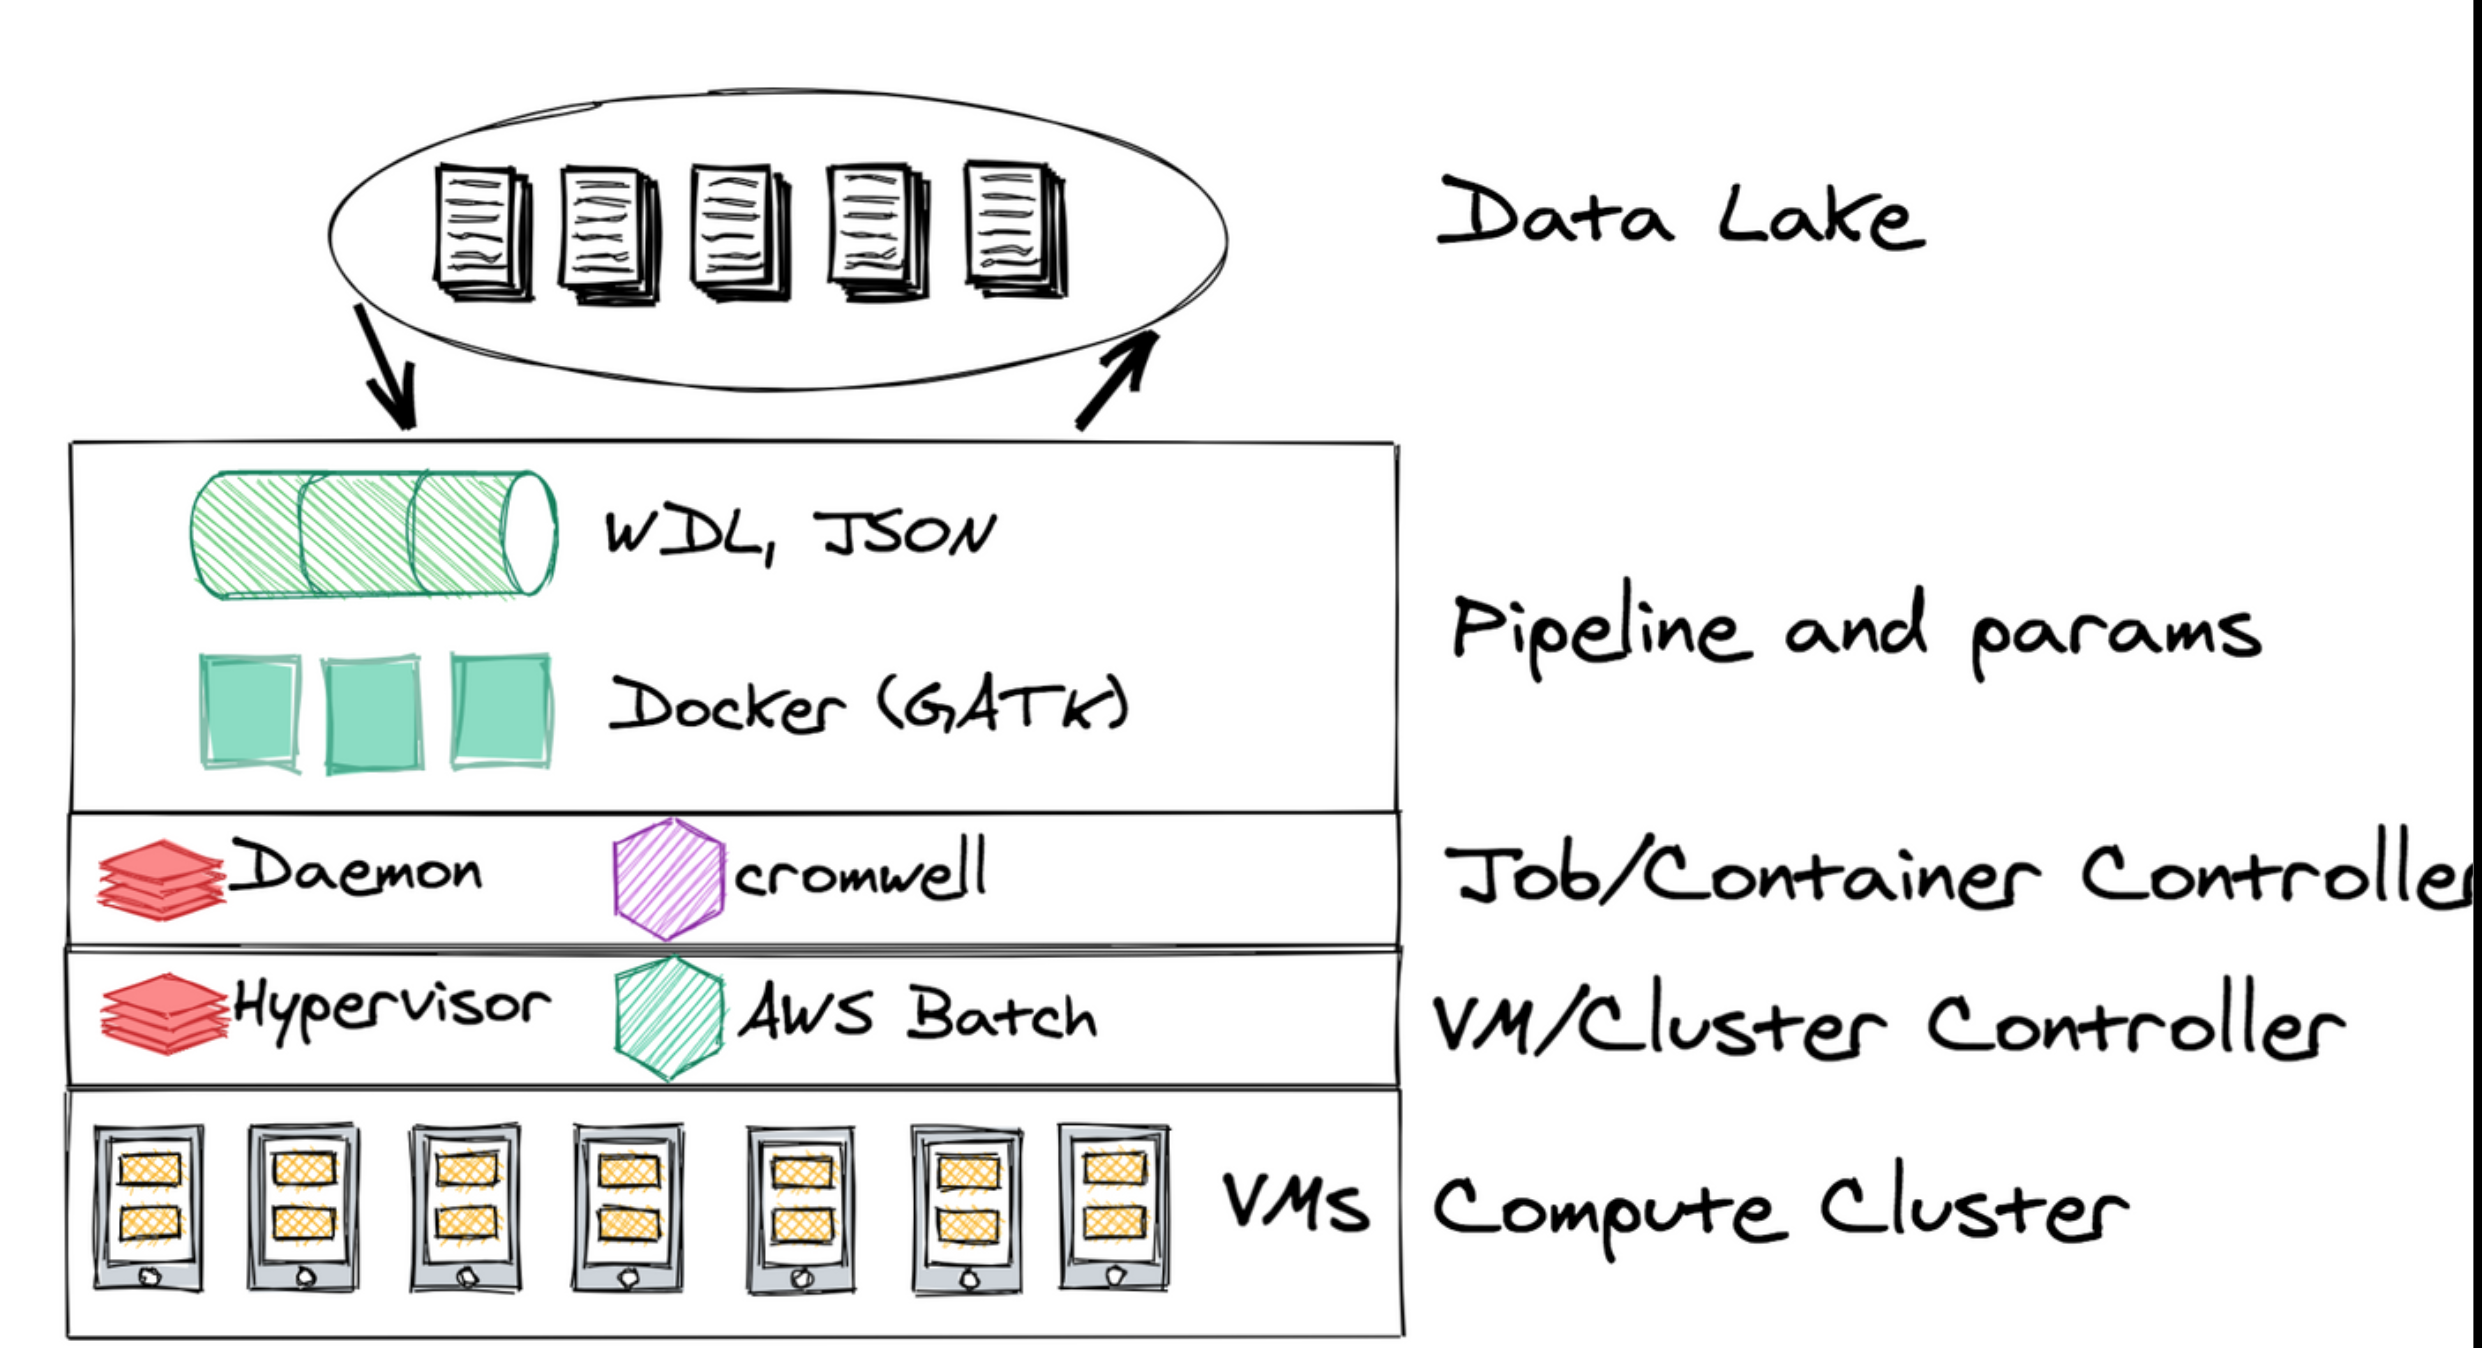 Data Lake
WDL, JSON
Pipeline and params
Docker (GATK)
Daemon cromwell
Job/Container Controller
Hypervisor AWS Batch
VM/Cluster Controller
VMs
Compute Cluster